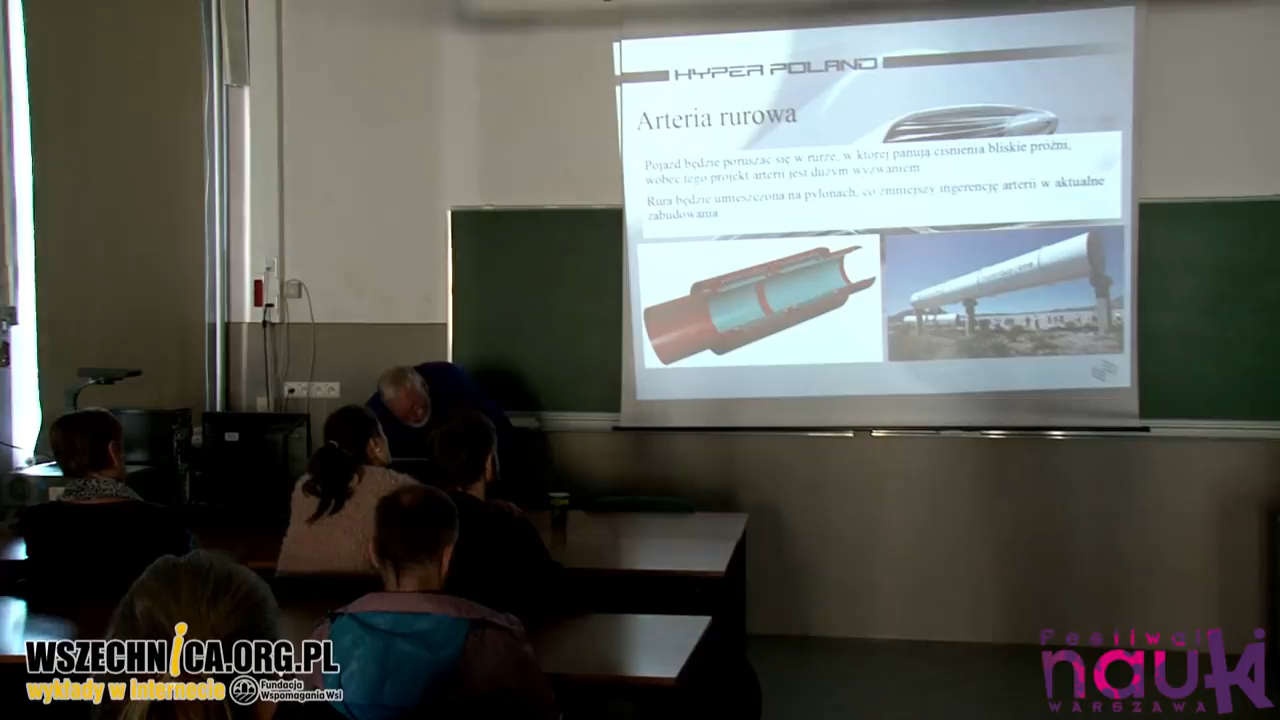 HYPER POLAND
Arteria rurowa
Pojazd będzie poruszać się w rurze, w której panują ciśnienia bliskie próżni,
wobec tego projekt arterii jest dużym wyzwaniem
Rura będzie umieszczona na pylonach, co zmniejszy ingerencję arterii w aktualne
zabudowania
WSZECHNICA.ORG.PL
wykłady w internecie
Fundacja
Wspomagania Wsi
Festiwal
nauki
WARSZAWA